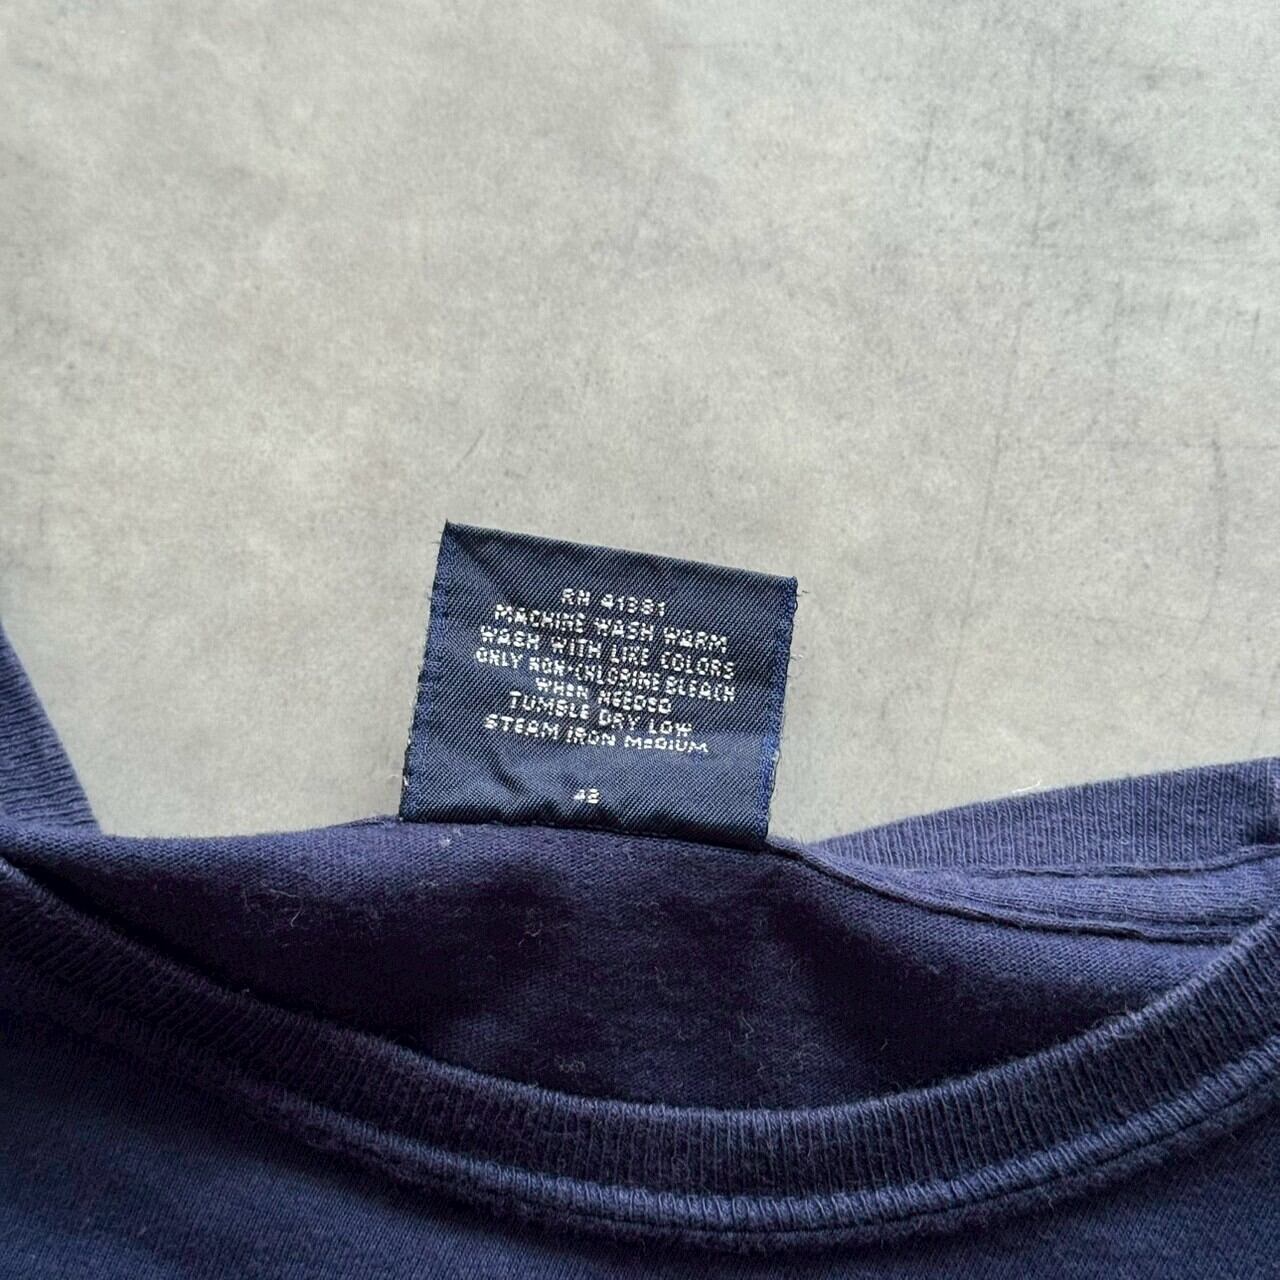 RN 41381
MACHINE WASH WARM
WASH WITH LIKE COLORS
ONLY NON-CHLORINE BLEACH
WHEN NEEDED
TUMBLE DRY LOW
STEAM IRON MEDIUM
48